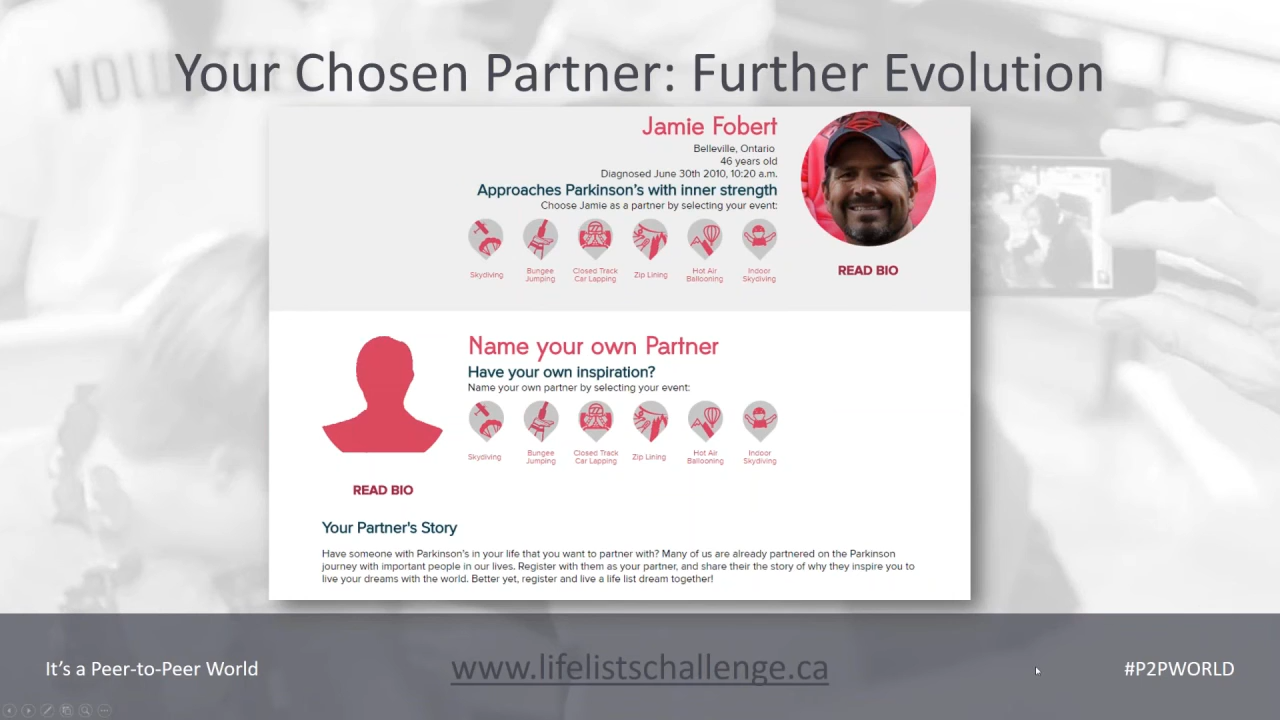 VOLU
Your Chosen Partner: Further Evolution
Jamie Fobert
Belleville, Ontario
46 years old
Diagnosed June 30th 2010, 10:20 a.m.
Approaches Parkinson's with inner strength
Choose Jamie as a partner by selecting your event:
Skydiving
Bungee Jumping
Closed Track Car Lapping
Zip Lining
Hot Air Ballooning
Indoor Skydiving
READ BIO
Name your own Partner
Have your own inspiration?
Name your own partner by selecting your event:
Skydiving
Bungee Jumping
Closed Track Car Lapping
Zip Lining
Hot Air Ballooning
Indoor Skydiving
READ BIO
Your Partner's Story
Have someone with Parkinson's in your life that you want to partner with? Many of us are already partnered on the Parkinson
journey with important people in our lives. Register with them as your partner, and share their the story of why they inspire you to
live your dreams with the world. Better yet, register and live a life list dream together!
It's a Peer-to-Peer World
www.lifelistschallenge.ca
#P2PWORLD